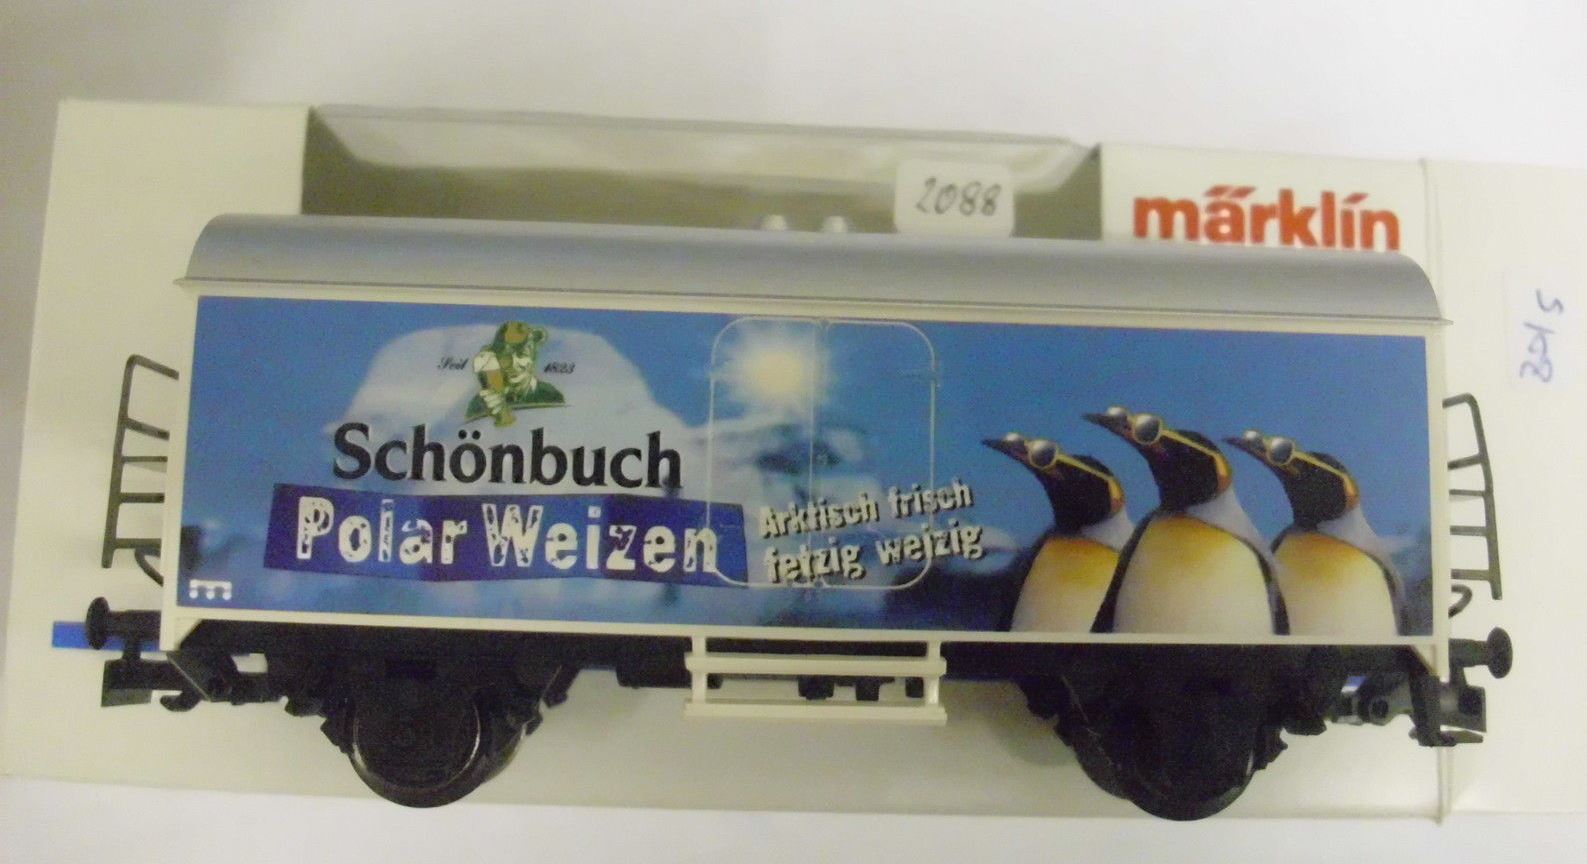 2088
märklin
Seit 1823
Schönbuch
Polar Weizen
Arktisch frisch
fetzig weizig
m